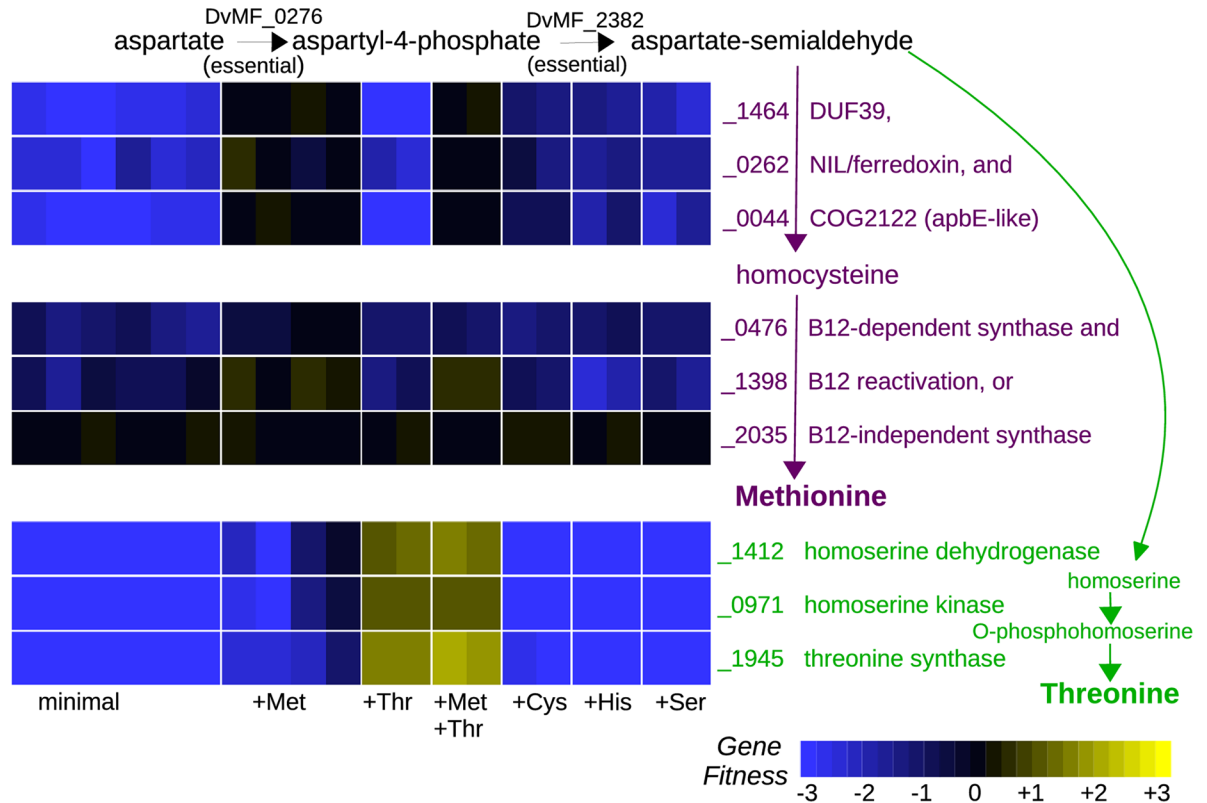 DvMF_0276
DvMF_2382
aspartate aspartyl-4-phosphate aspartate-semialdehyde
(essential)
(essential)
_1464 DUF39,
_0262 NIL/ferredoxin, and
_0044 COG2122 (apbE-like)
homocysteine
_0476 B12-dependent synthase and
_1398 B12 reactivation, or
_2035 B12-independent synthase
Methionine
_1412 homoserine dehydrogenase
homoserine
_0971 homoserine kinase
O-phosphohomoserine
_1945 threonine synthase
Threonine
minimal +Met +Thr +Met +Cys +His +Ser
+Thr
Gene
Fitness
-3 -2 -1 0 +1 +2 +3